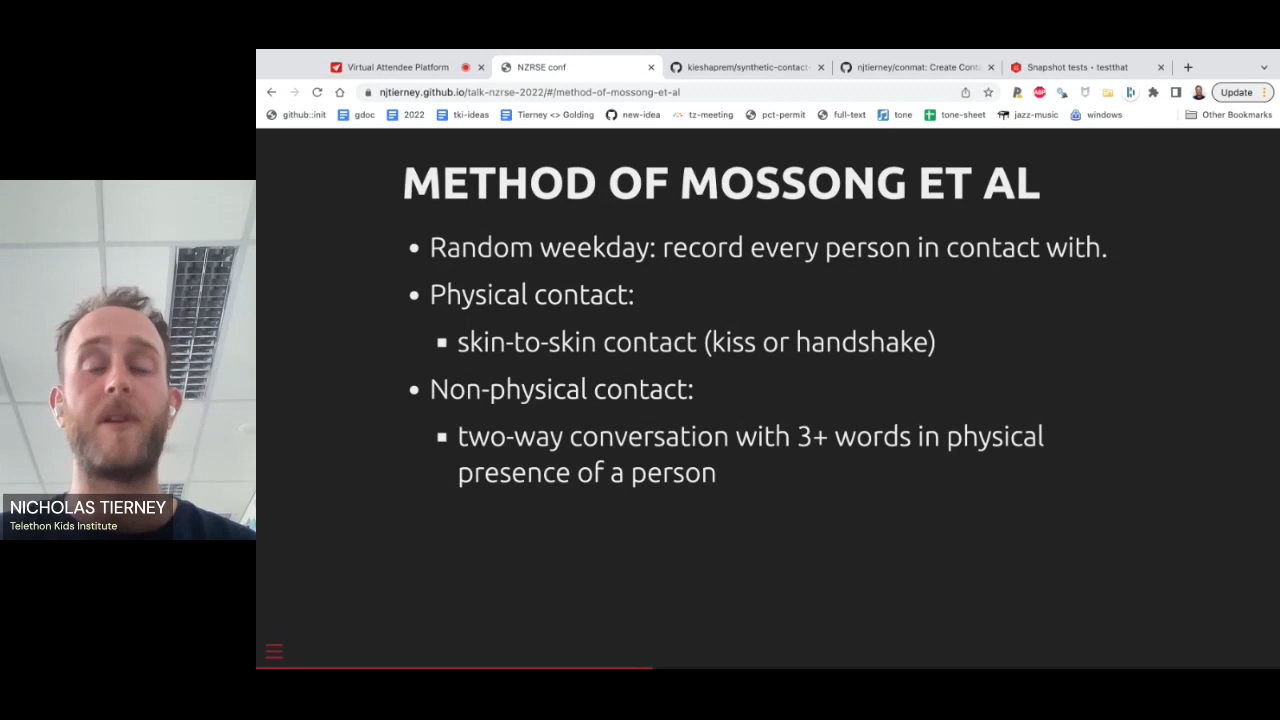 Virtual Attendee Platform
NZRSE conf
kieshaprem/synthetic-contact-
njtierney/conmat: Create Cont
Snapshot tests • testthat
njtierney.github.io/talk-nzrse-2022/#/method-of-mossong-et-al
Update
github::init
gdoc
2022
tki-ideas
Tierney <> Golding
new-idea
tz-meeting
pct-permit
full-text
tone
tone-sheet
jazz-music
windows
Other Bookmarks
METHOD OF MOSSONG ET AL
• Random weekday: record every person in contact with.
• Physical contact:
▪ skin-to-skin contact (kiss or handshake)
• Non-physical contact:
▪ two-way conversation with 3+ words in physical
presence of a person
NICHOLAS TIERNEY
Telethon Kids Institute